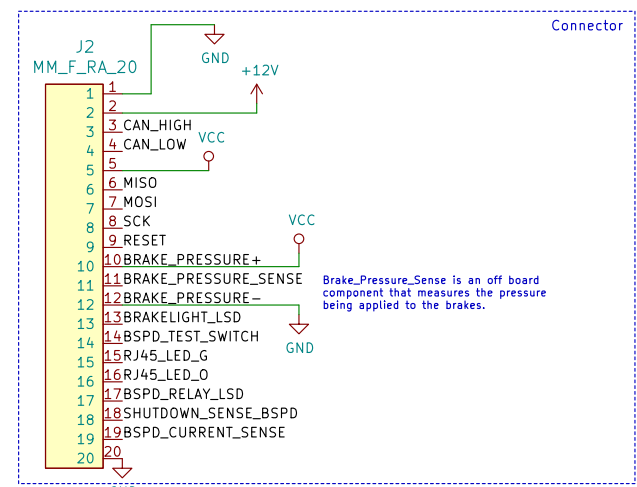 Connector
J2
MM_F_RA_20
GND
+12V
1 1
2 2
3 3 CAN_HIGH
VCC
4 4 CAN_LOW
5 5
6 6 MISO
7 7 MOSI
8 8 SCK
VCC
9 9 RESET
10 10 BRAKE_PRESSURE+
11 11 BRAKE_PRESSURE_SENSE
12 12 BRAKE_PRESSURE-
Brake_Pressure_Sense is an off board
component that measures the pressure
being applied to the brakes.
13 13 BRAKELIGHT_LSD
GND
14 14 BSPD_TEST_SWITCH
15 15 RJ45_LED_G
16 16 RJ45_LED_O
17 17 BSPD_RELAY_LSD
18 18 SHUTDOWN_SENSE_BSPD
19 19 BSPD_CURRENT_SENSE
20 20